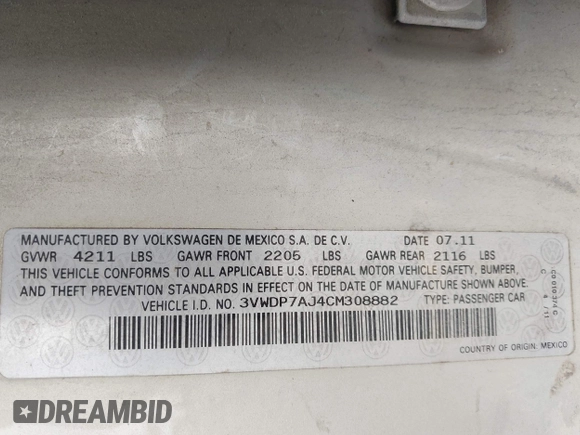 MANUFACTURED BY VOLKSWAGEN DE MEXICO S.A. DE C.V. DATE 07.11
GVWR 4211 LBS GAWR FRONT 2205 LBS GAWR REAR 2116 LBS
THIS VEHICLE CONFORMS TO ALL APPLICABLE U.S. FEDERAL MOTOR VEHICLE SAFETY, BUMPER,
AND THEFT PREVENTION STANDARDS IN EFFECT ON THE DATE OF MANUFACTURE SHOWN ABOVE.
VEHICLE I.D. NO. 3VWDP7AJ4CM308882 TYPE: PASSENGER CAR
COUNTRY OF ORIGIN: MEXICO
DREAMBID